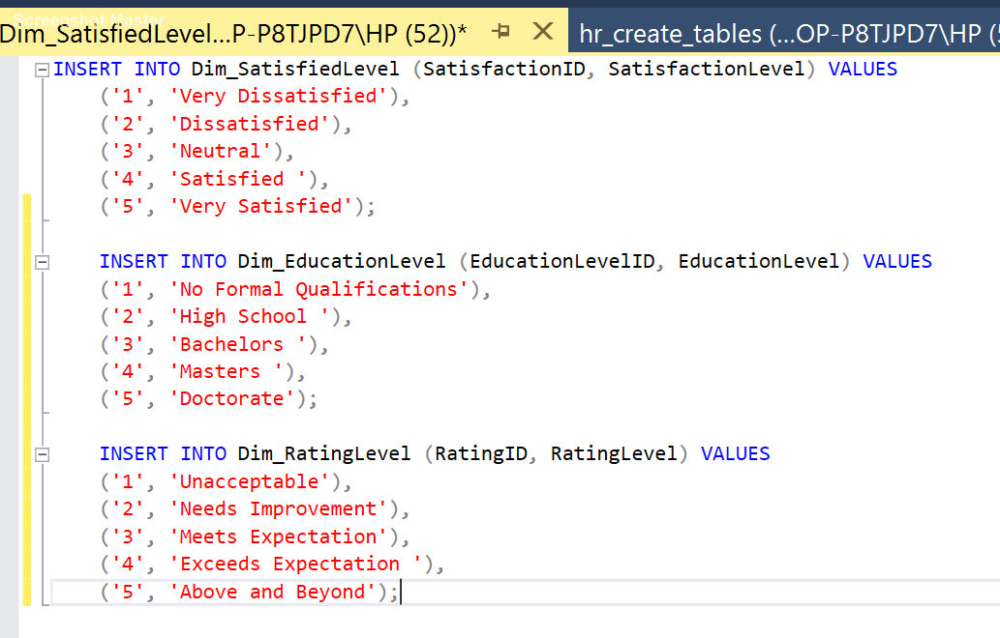 Screenshot Master
Dim_SatisfiedLevel...P-P8TJPD7\HP (52))*
hr_create_tables (...OP-P8TJPD7\HP (5
INSERT INTO Dim_SatisfiedLevel (SatisfactionID, SatisfactionLevel) VALUES
('1', 'Very Dissatisfied'),
('2', 'Dissatisfied'),
('3', 'Neutral'),
('4', 'Satisfied '),
('5', 'Very Satisfied');
INSERT INTO Dim_EducationLevel (EducationLevelID, EducationLevel) VALUES
('1', 'No Formal Qualifications'),
('2', 'High School '),
('3', 'Bachelors '),
('4', 'Masters '),
('5', 'Doctorate');
INSERT INTO Dim_RatingLevel (RatingID, RatingLevel) VALUES
('1', 'Unacceptable'),
('2', 'Needs Improvement'),
('3', 'Meets Expectation'),
('4', 'Exceeds Expectation '),
('5', 'Above and Beyond');